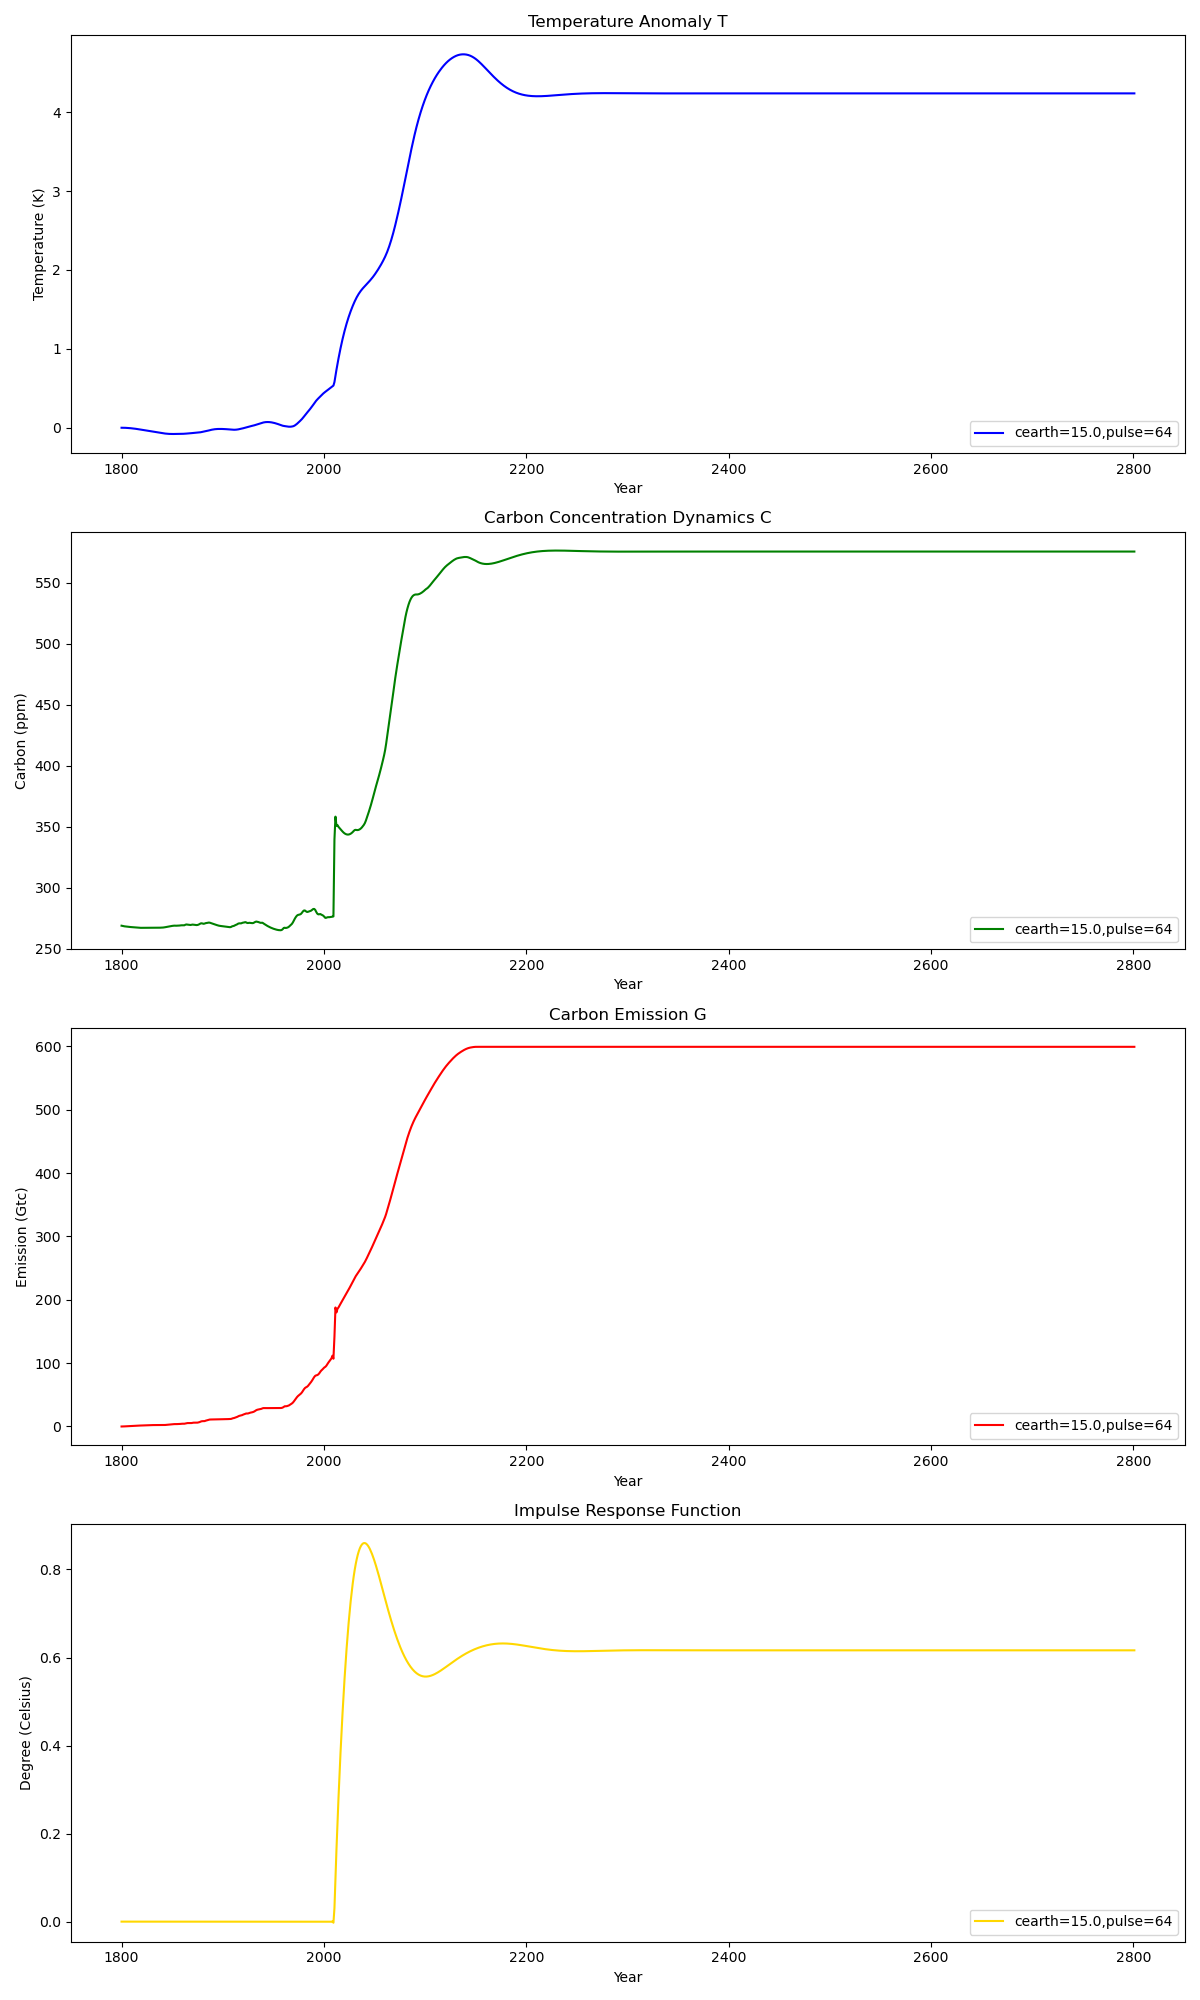 Temperature Anomaly T
4
3
2
1
0
Temperature (K)
cearth=15.0,pulse=64
1800 2000 2200 2400 2600 2800
Year
Carbon Concentration Dynamics C
550
500
450
400
350
300
250
Carbon (ppm)
cearth=15.0,pulse=64
1800 2000 2200 2400 2600 2800
Year
Carbon Emission G
600
500
400
300
200
100
0
Emission (Gtc)
cearth=15.0,pulse=64
1800 2000 2200 2400 2600 2800
Year
Impulse Response Function
0.8
0.6
0.4
0.2
0.0
Degree (Celsius)
cearth=15.0,pulse=64
1800 2000 2200 2400 2600 2800
Year